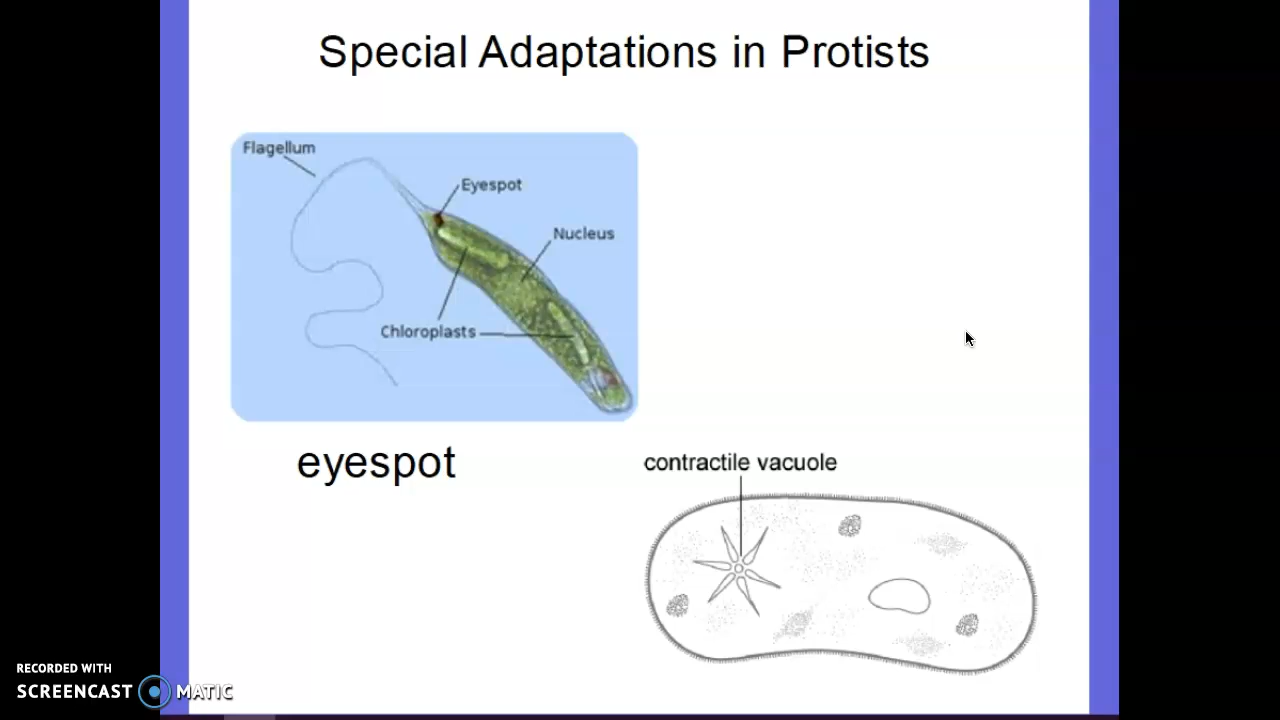 Special Adaptations in Protists
Flagellum
Eyespot
Nucleus
Chloroplasts
eyespot
contractile vacuole
RECORDED WITH
SCREENCAST MATIC